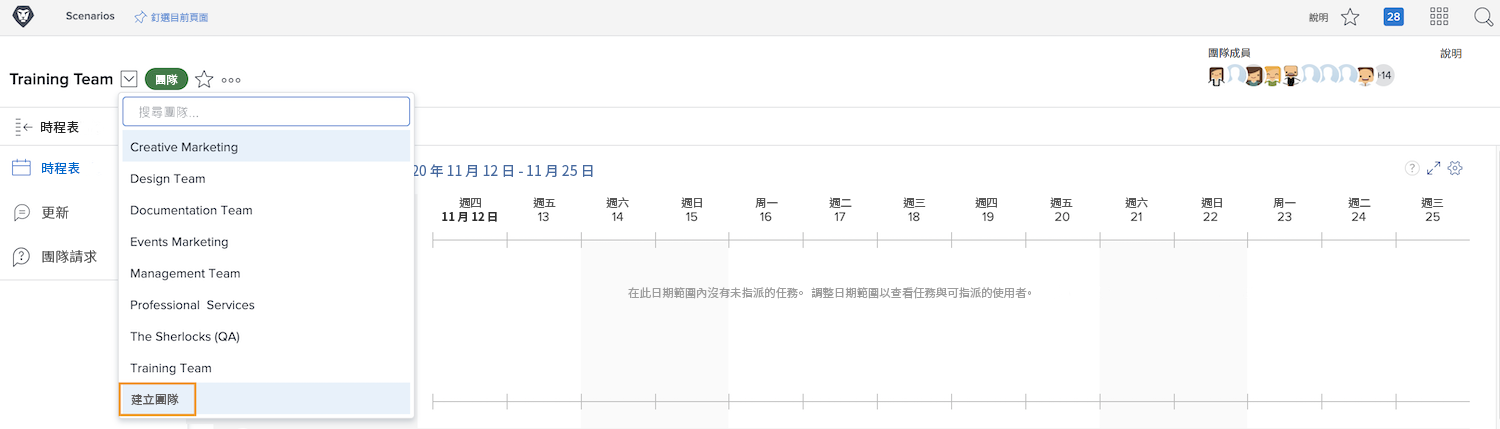 Scenarios 釘選目前頁面 說明 28
團隊成員 說明
Training Team 團隊 +14
搜尋團隊...
時程表
Creative Marketing
時程表 20 年 11 月 12 日 - 11 月 25 日 ?
Design Team
更新 Documentation Team
週四 週五 週六 週日 周一 週二 週三 週四 週五 週六 週日 周一 週二 週三
11 月 12 日 13 14 15 16 17 18 19 20 21 22 23 24 25
Events Marketing
團隊請求
Management Team
在此日期範圍內沒有未指派的任務。 調整日期範圍以查看任務與可指派的使用者。
Professional Services
The Sherlocks (QA)
Training Team
建立團隊